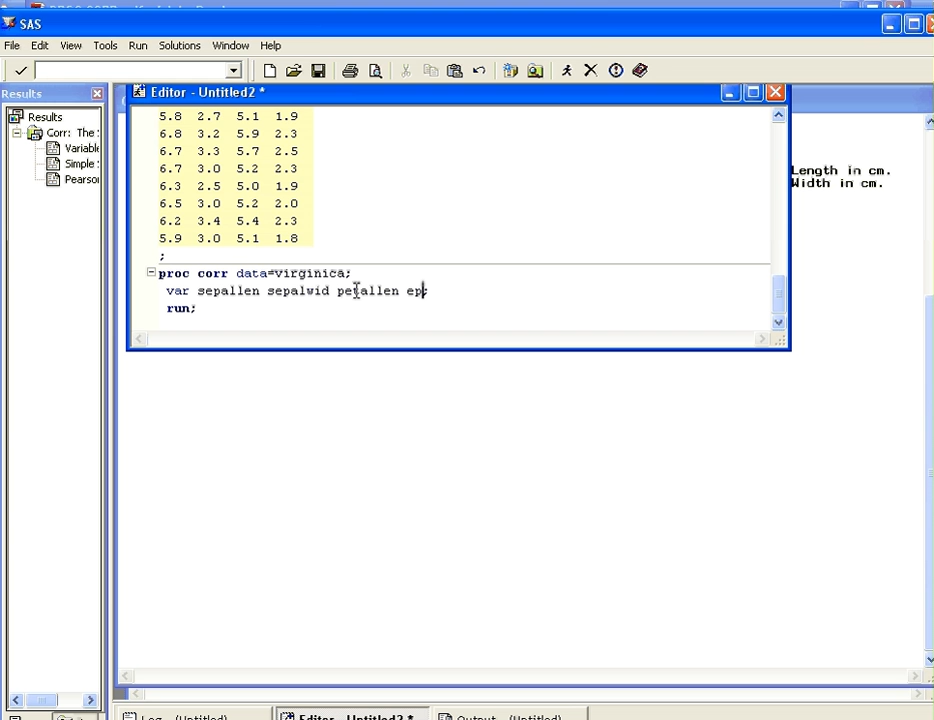 SAS
File Edit View Tools Run Solutions Window Help
Results
Editor - Untitled2 *
Results
Corr: The
Variable
Simple
Pearso
5.8 2.7 5.1 1.9
6.8 3.2 5.9 2.3
6.7 3.3 5.7 2.5
6.7 3.0 5.2 2.3
6.3 2.5 5.0 1.9
6.5 3.0 5.2 2.0
6.2 3.4 5.4 2.3
5.9 3.0 5.1 1.8
;
proc corr data=virginica;
var sepallen sepalwid petallen ep;
run;
Length in cm.
Width in cm.
Log - (Untitled) Editor - Untitled2 * Output - (Untitled)